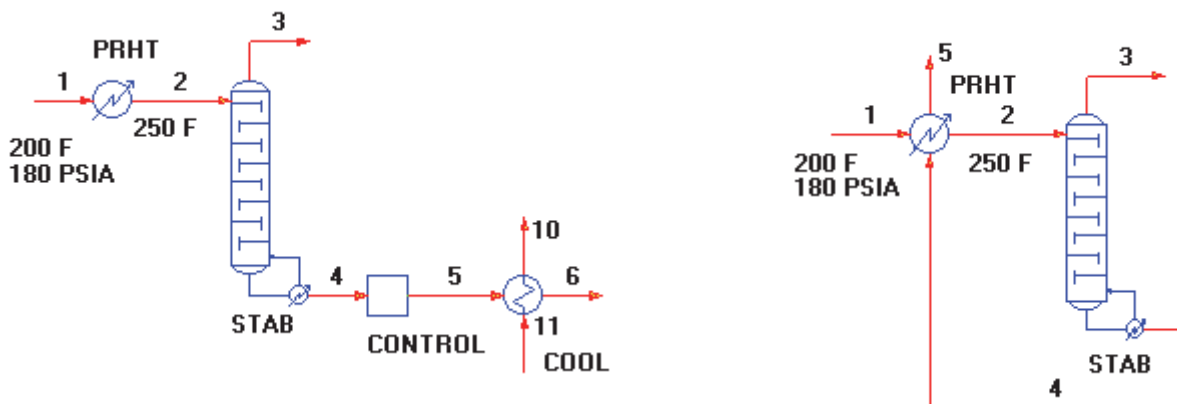 3
PRHT
1
2
250 F
200 F
180 PSIA
10
4
5
6
STAB
11
CONTROL
COOL
5
3
PRHT
1
2
200 F
180 PSIA
250 F
STAB
4